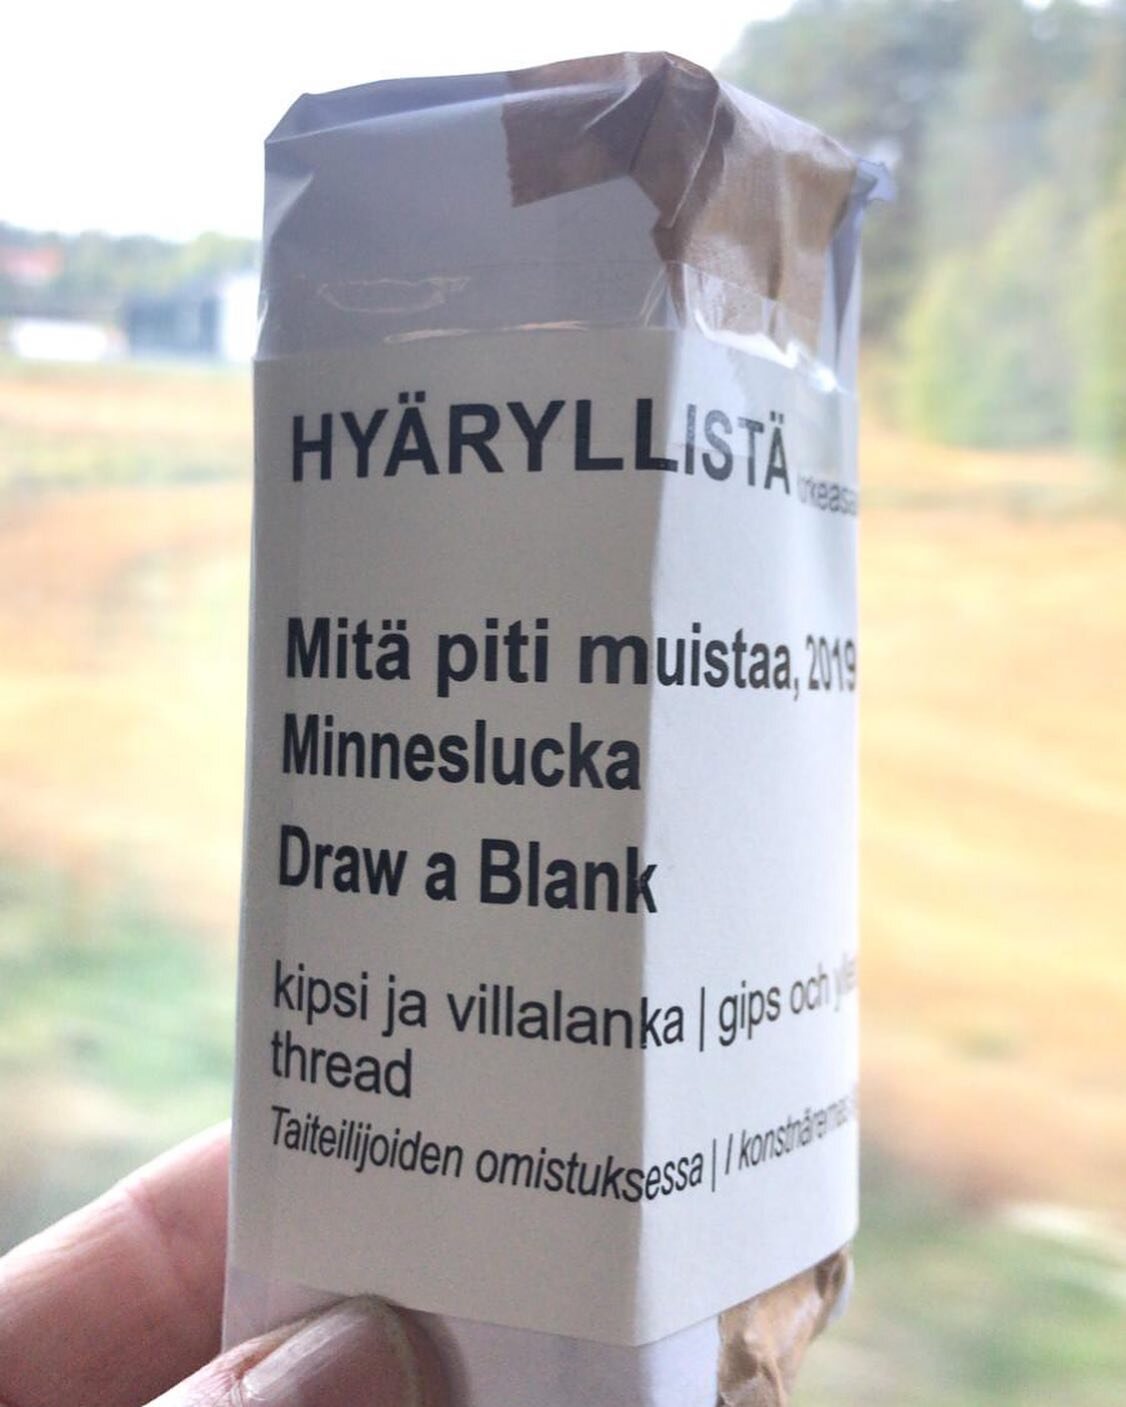 HYÄRYLLISTÄ
Mitä piti muistaa, 2019
Minneslucka
Draw a Blank
kipsi ja villalanka | gips och
thread
Taiteilijoiden omistuksessa | I